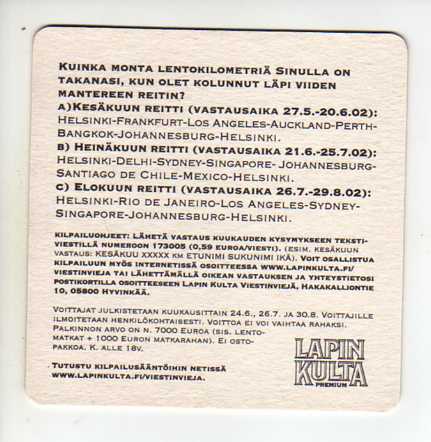 Kuinka monta lentokilometriä Sinulla on
takanasi, kun olet kolunnut läpi viiden
mantereen reitin?
a)Kesäkuun reitti (vastausaika 27.5.-20.6.02):
Helsinki-Frankfurt-Los Angeles-Auckland-Perth-
Bangkok-Johannesburg-Helsinki.
b) Heinäkuun reitti (vastausaika 21.6.-25.7.02):
Helsinki-Delhi-Sydney-Singapore- Johannesburg-
Santiago de Chile-Mexico-Helsinki.
c) Elokuun reitti (vastausaika 26.7.-29.8.02):
Helsinki-Rio de Janeiro-Los Angeles-Sydney-
Singapore-Johannesburg-Helsinki.
Kilpailuohjeet: Lähetä vastaus kuukauden kysymykseen teksti-
viestillä numeroon 173005 (0,59 euroa/viesti). (esim. kesäkuun
vastaus: KESÄKUU XXXXX km etunimi sukunimi ikä). Voit osallistua
kilpailuun myös internetissä osoitteessa www.lapinkulta.fi/
viestinvieja tai lähettämällä oikean vastauksen ja yhteystietosi
postikortilla osoitteeseen Lapin Kulta Viestinviejä, Hakakalliontie
10, 05800 Hyvinkää.
Voittajat julkistetaan kuukausittain 24.6., 26.7. ja 30.8. Voittajille
ilmoitetaan henkilökohtaisesti. Voittoa ei voi vaihtaa rahaksi.
Palkinnon arvo on n. 7000 Euroa (sis. lento-
matkat + 1000 Euron matkarahan). Ei osto-
pakkoa. K. alle 18v.
Tutustu kilpailusääntöihin netissä
www.lapinkulta.fi/viestinvieja.
LAPIN
KULTA
PREMIUM